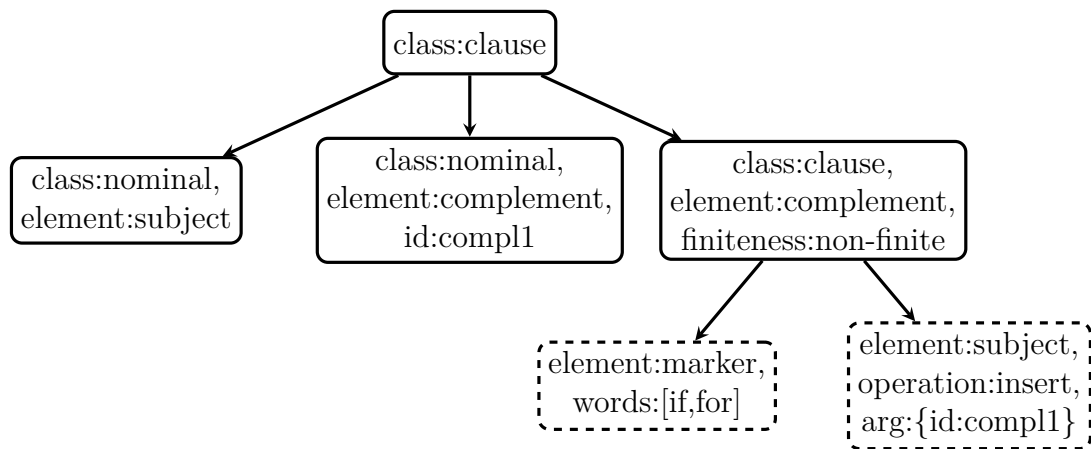 class:clause
class:nominal,
element:subject
class:nominal,
element:complement,
id:compl1
class:clause,
element:complement,
finiteness:non-finite
element:marker,
words:[if,for]
element:subject,
operation:insert,
arg:{id:compl1}